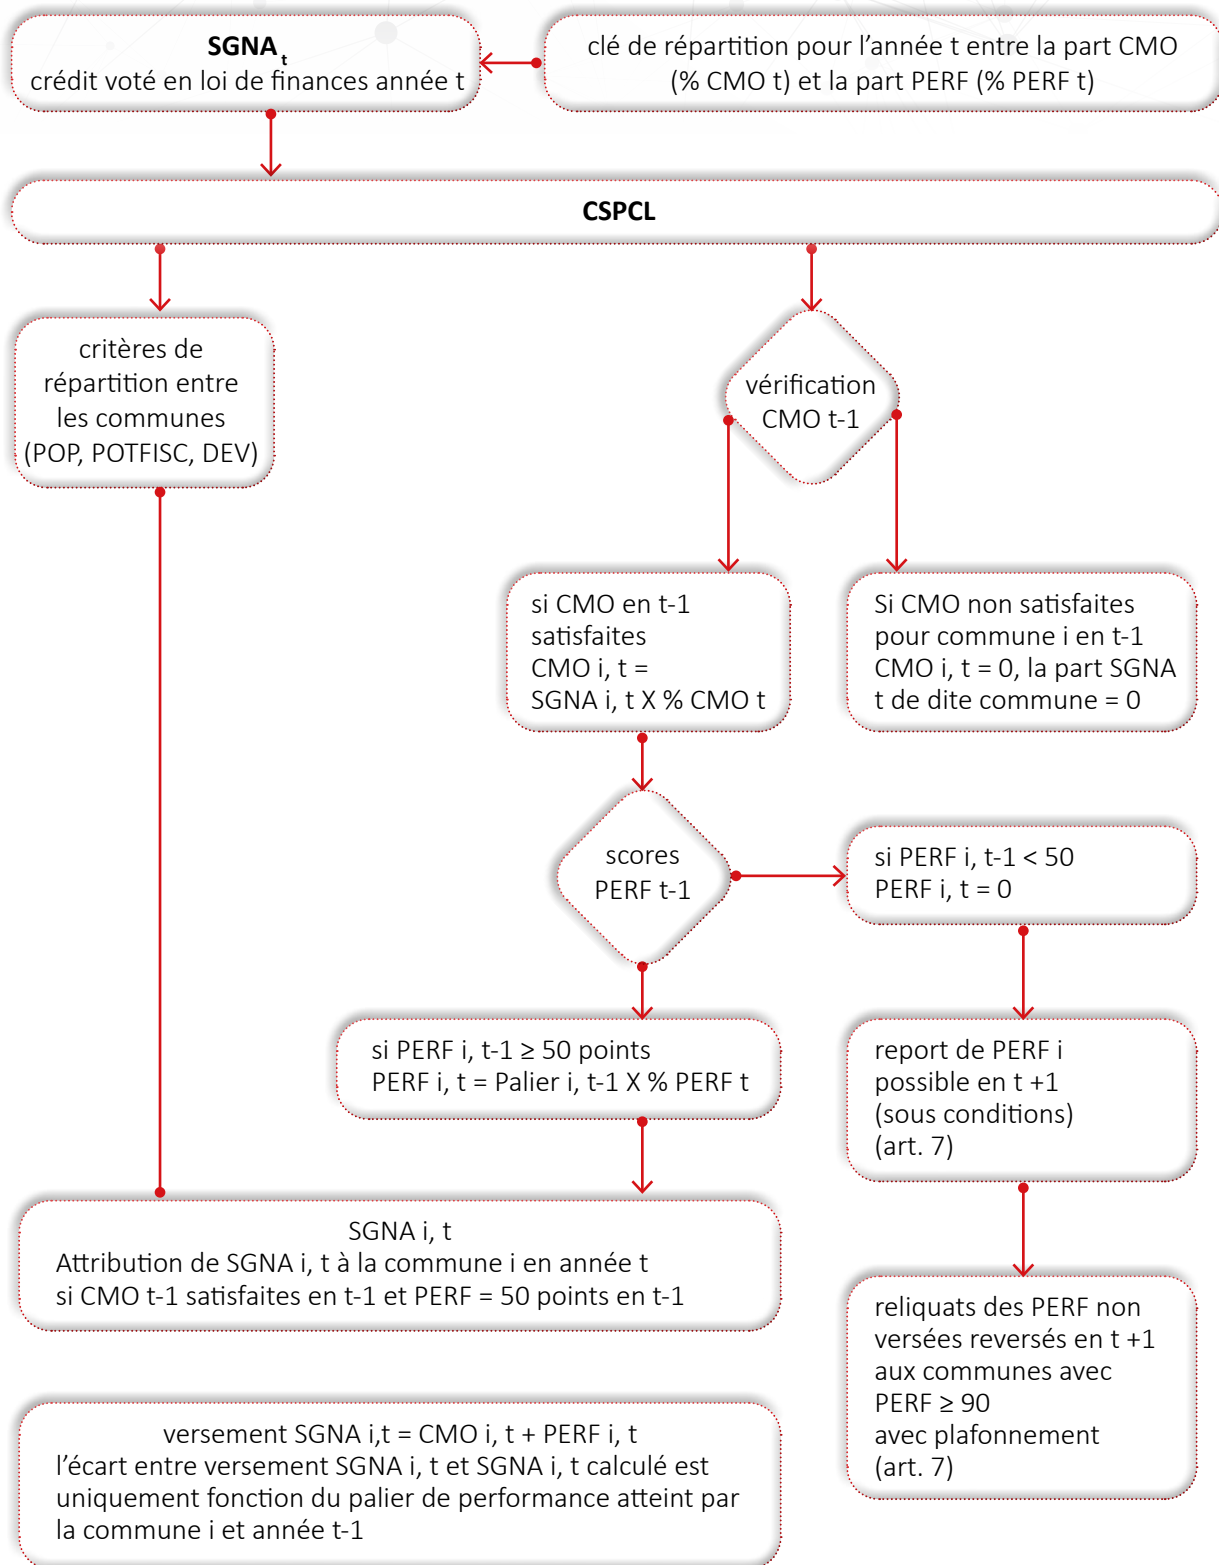 SGNA t
crédit voté en loi de finances année t
clé de répartition pour l’année t entre la part CMO
(% CMO t) et la part PERF (% PERF t)
CSPCL
critères de
répartition entre
les communes
(POP, POTFISC, DEV)
vérification
CMO t-1
si CMO en t-1
satisfaites
CMO i, t =
SGNA i, t X % CMO t
Si CMO non satisfaites
pour commune i en t-1
CMO i, t = 0, la part SGNA
t de dite commune = 0
scores
PERF t-1
si PERF i, t-1 < 50
PERF i, t = 0
si PERF i, t-1 ≥ 50 points
PERF i, t = Palier i, t-1 X % PERF t
report de PERF i
possible en t +1
(sous conditions)
(art. 7)
SGNA i, t
Attribution de SGNA i, t à la commune i en année t
si CMO t-1 satisfaites en t-1 et PERF = 50 points en t-1
reliquats des PERF non
versées reversés en t +1
aux communes avec
PERF ≥ 90
avec plafonnement
(art. 7)
versement SGNA i,t = CMO i, t + PERF i, t
l’écart entre versement SGNA i, t et SGNA i, t calculé est
uniquement fonction du palier de performance atteint par
la commune i et année t-1